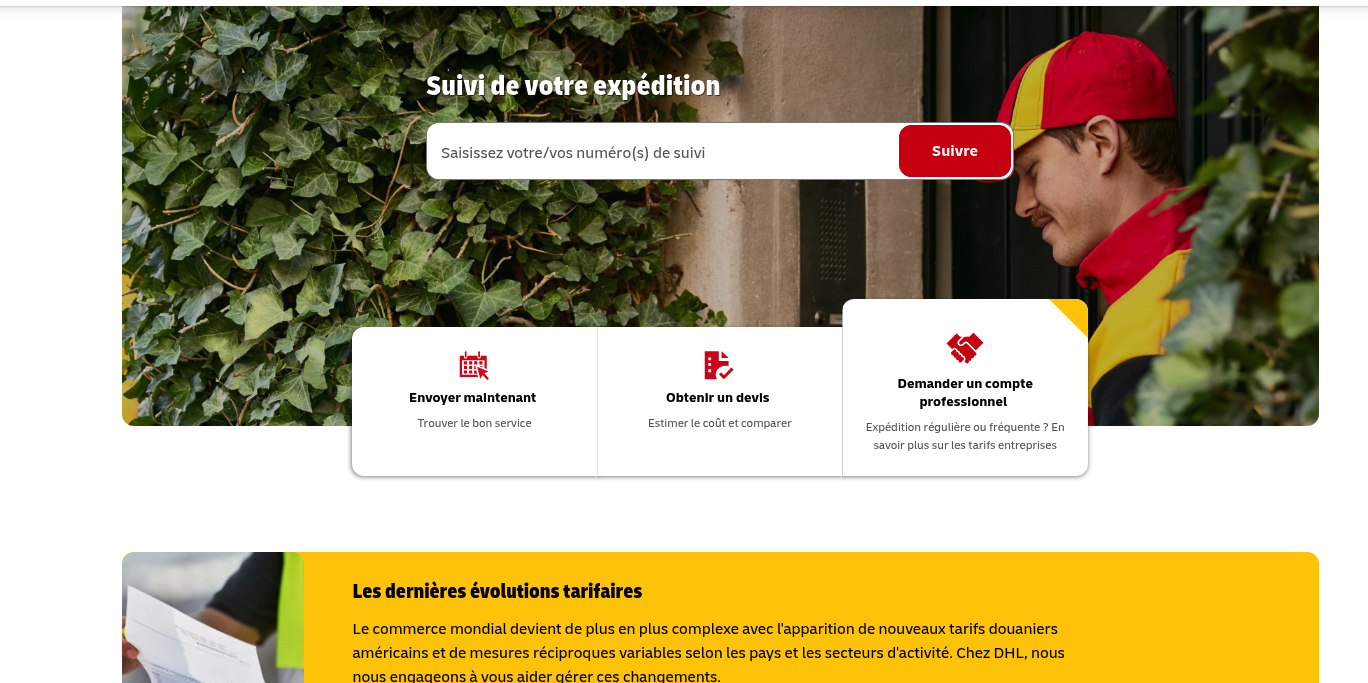 Suivi de votre expédition
Saisissez votre/vos numéro(s) de suivi
Suivre
Envoyer maintenant
Trouver le bon service
Obtenir un devis
Estimer le coût et comparer
Demander un compte
professionnel
Expédition régulière ou fréquente ? En
savoir plus sur les tarifs entreprises
Les dernières évolutions tarifaires
Le commerce mondial devient de plus en plus complexe avec l'apparition de nouveaux tarifs douaniers
américains et de mesures réciproques variables selon les pays et les secteurs d'activité. Chez DHL, nous
nous engageons à vous aider gérer ces changements.